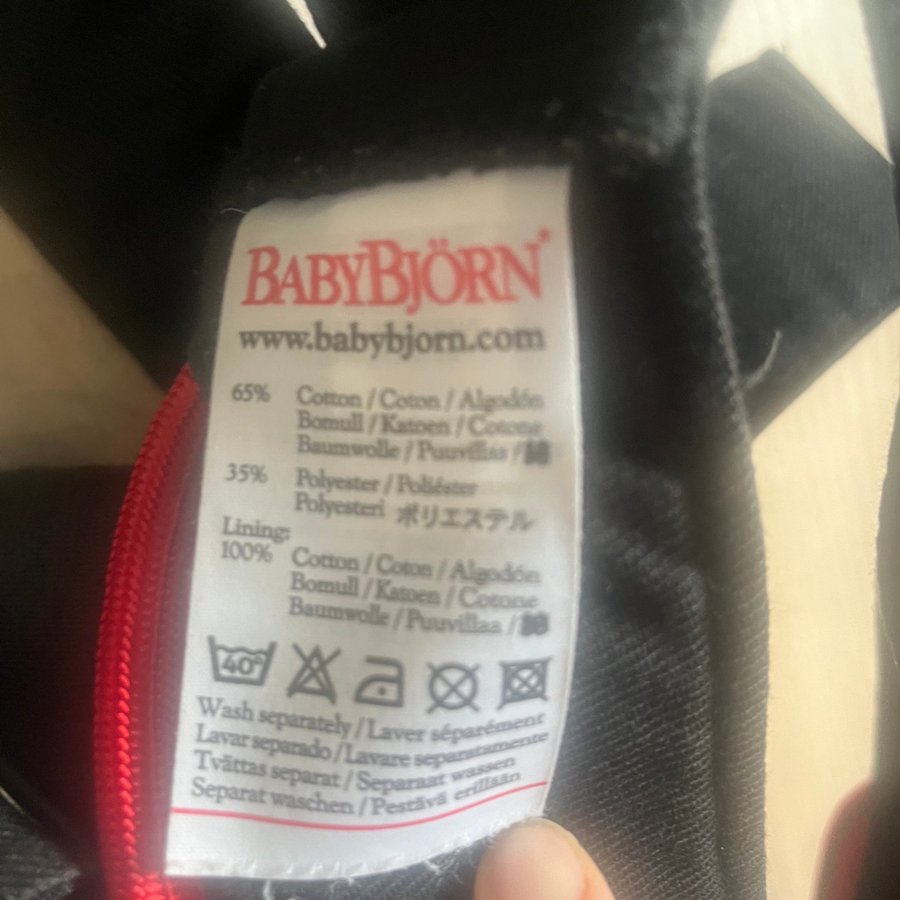 BABYBJÖRN®
www.babybjorn.com
65% Cotton / Coton / Algodón
Bomull / Katoen / Cotone
Baumwolle / Puuvillaa /
35% Polyester / Poliéster
Polyesteri ポリエステル
Lining:
100% Cotton / Coton / Algodón
Bomull / Katoen / Cotone
Baumwolle / Puuvillaa /
40°
Wash separately / Laver séparément
Lavar separado / Lavare separatamente
Tvättas separat / Separaat wassen
Separat waschen / Pestävä erillään